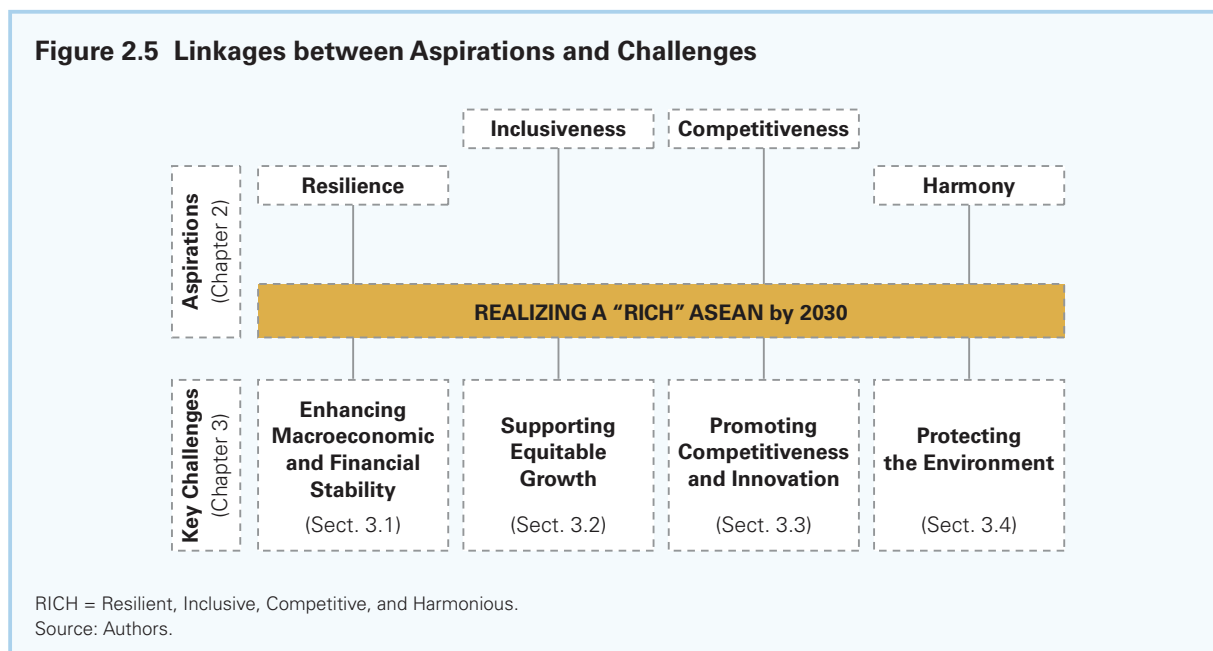 Figure 2.5 Linkages between Aspirations and Challenges
Inclusiveness
Competitiveness
Resilience
Harmony
Aspirations
(Chapter 2)
REALIZING A “RICH” ASEAN by 2030
Key Challenges
(Chapter 3)
Enhancing
Macroeconomic
and Financial
Stability
(Sect. 3.1)
Supporting
Equitable
Growth
(Sect. 3.2)
Promoting
Competitiveness
and Innovation
(Sect. 3.3)
Protecting
the Environment
(Sect. 3.4)
RICH = Resilient, Inclusive, Competitive, and Harmonious.
Source: Authors.